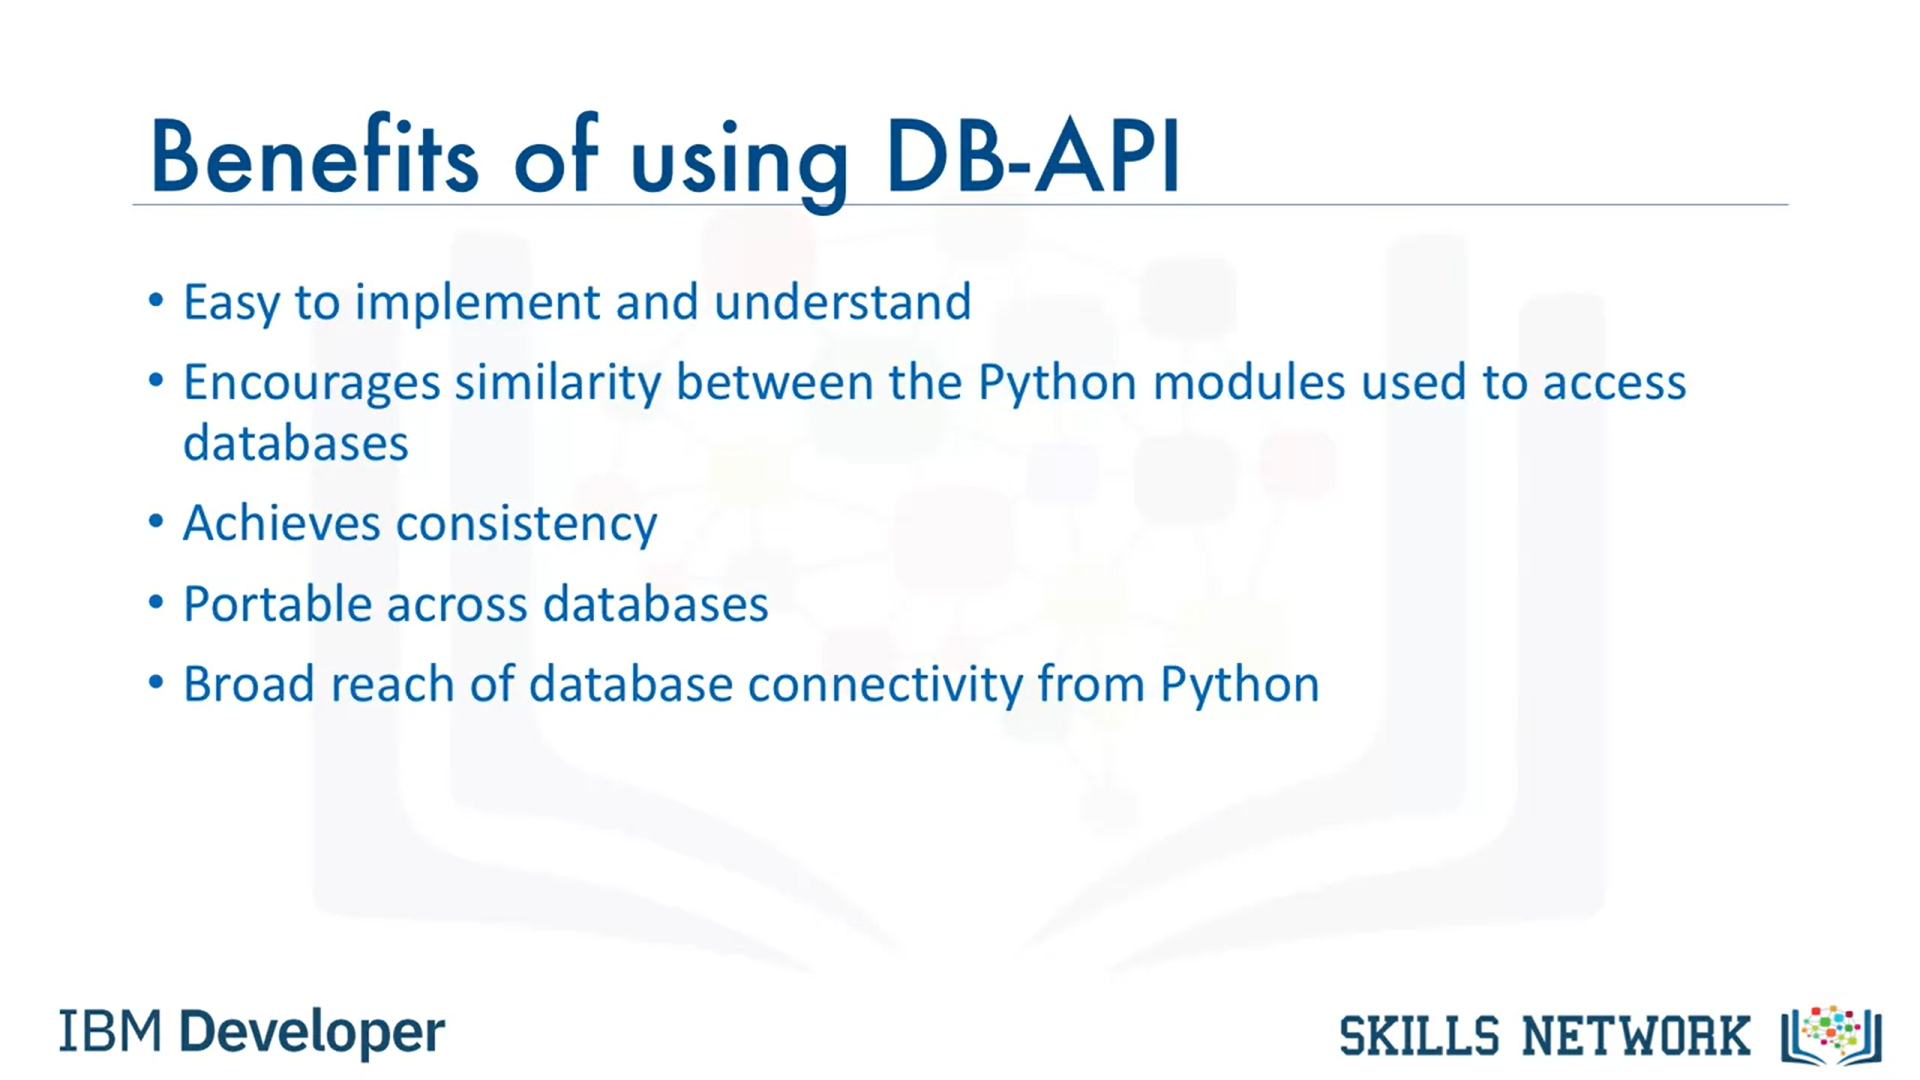 Benefits of using DB-API
• Easy to implement and understand
• Encourages similarity between the Python modules used to access
databases
• Achieves consistency
• Portable across databases
• Broad reach of database connectivity from Python
IBM Developer
SKILLS NETWORK